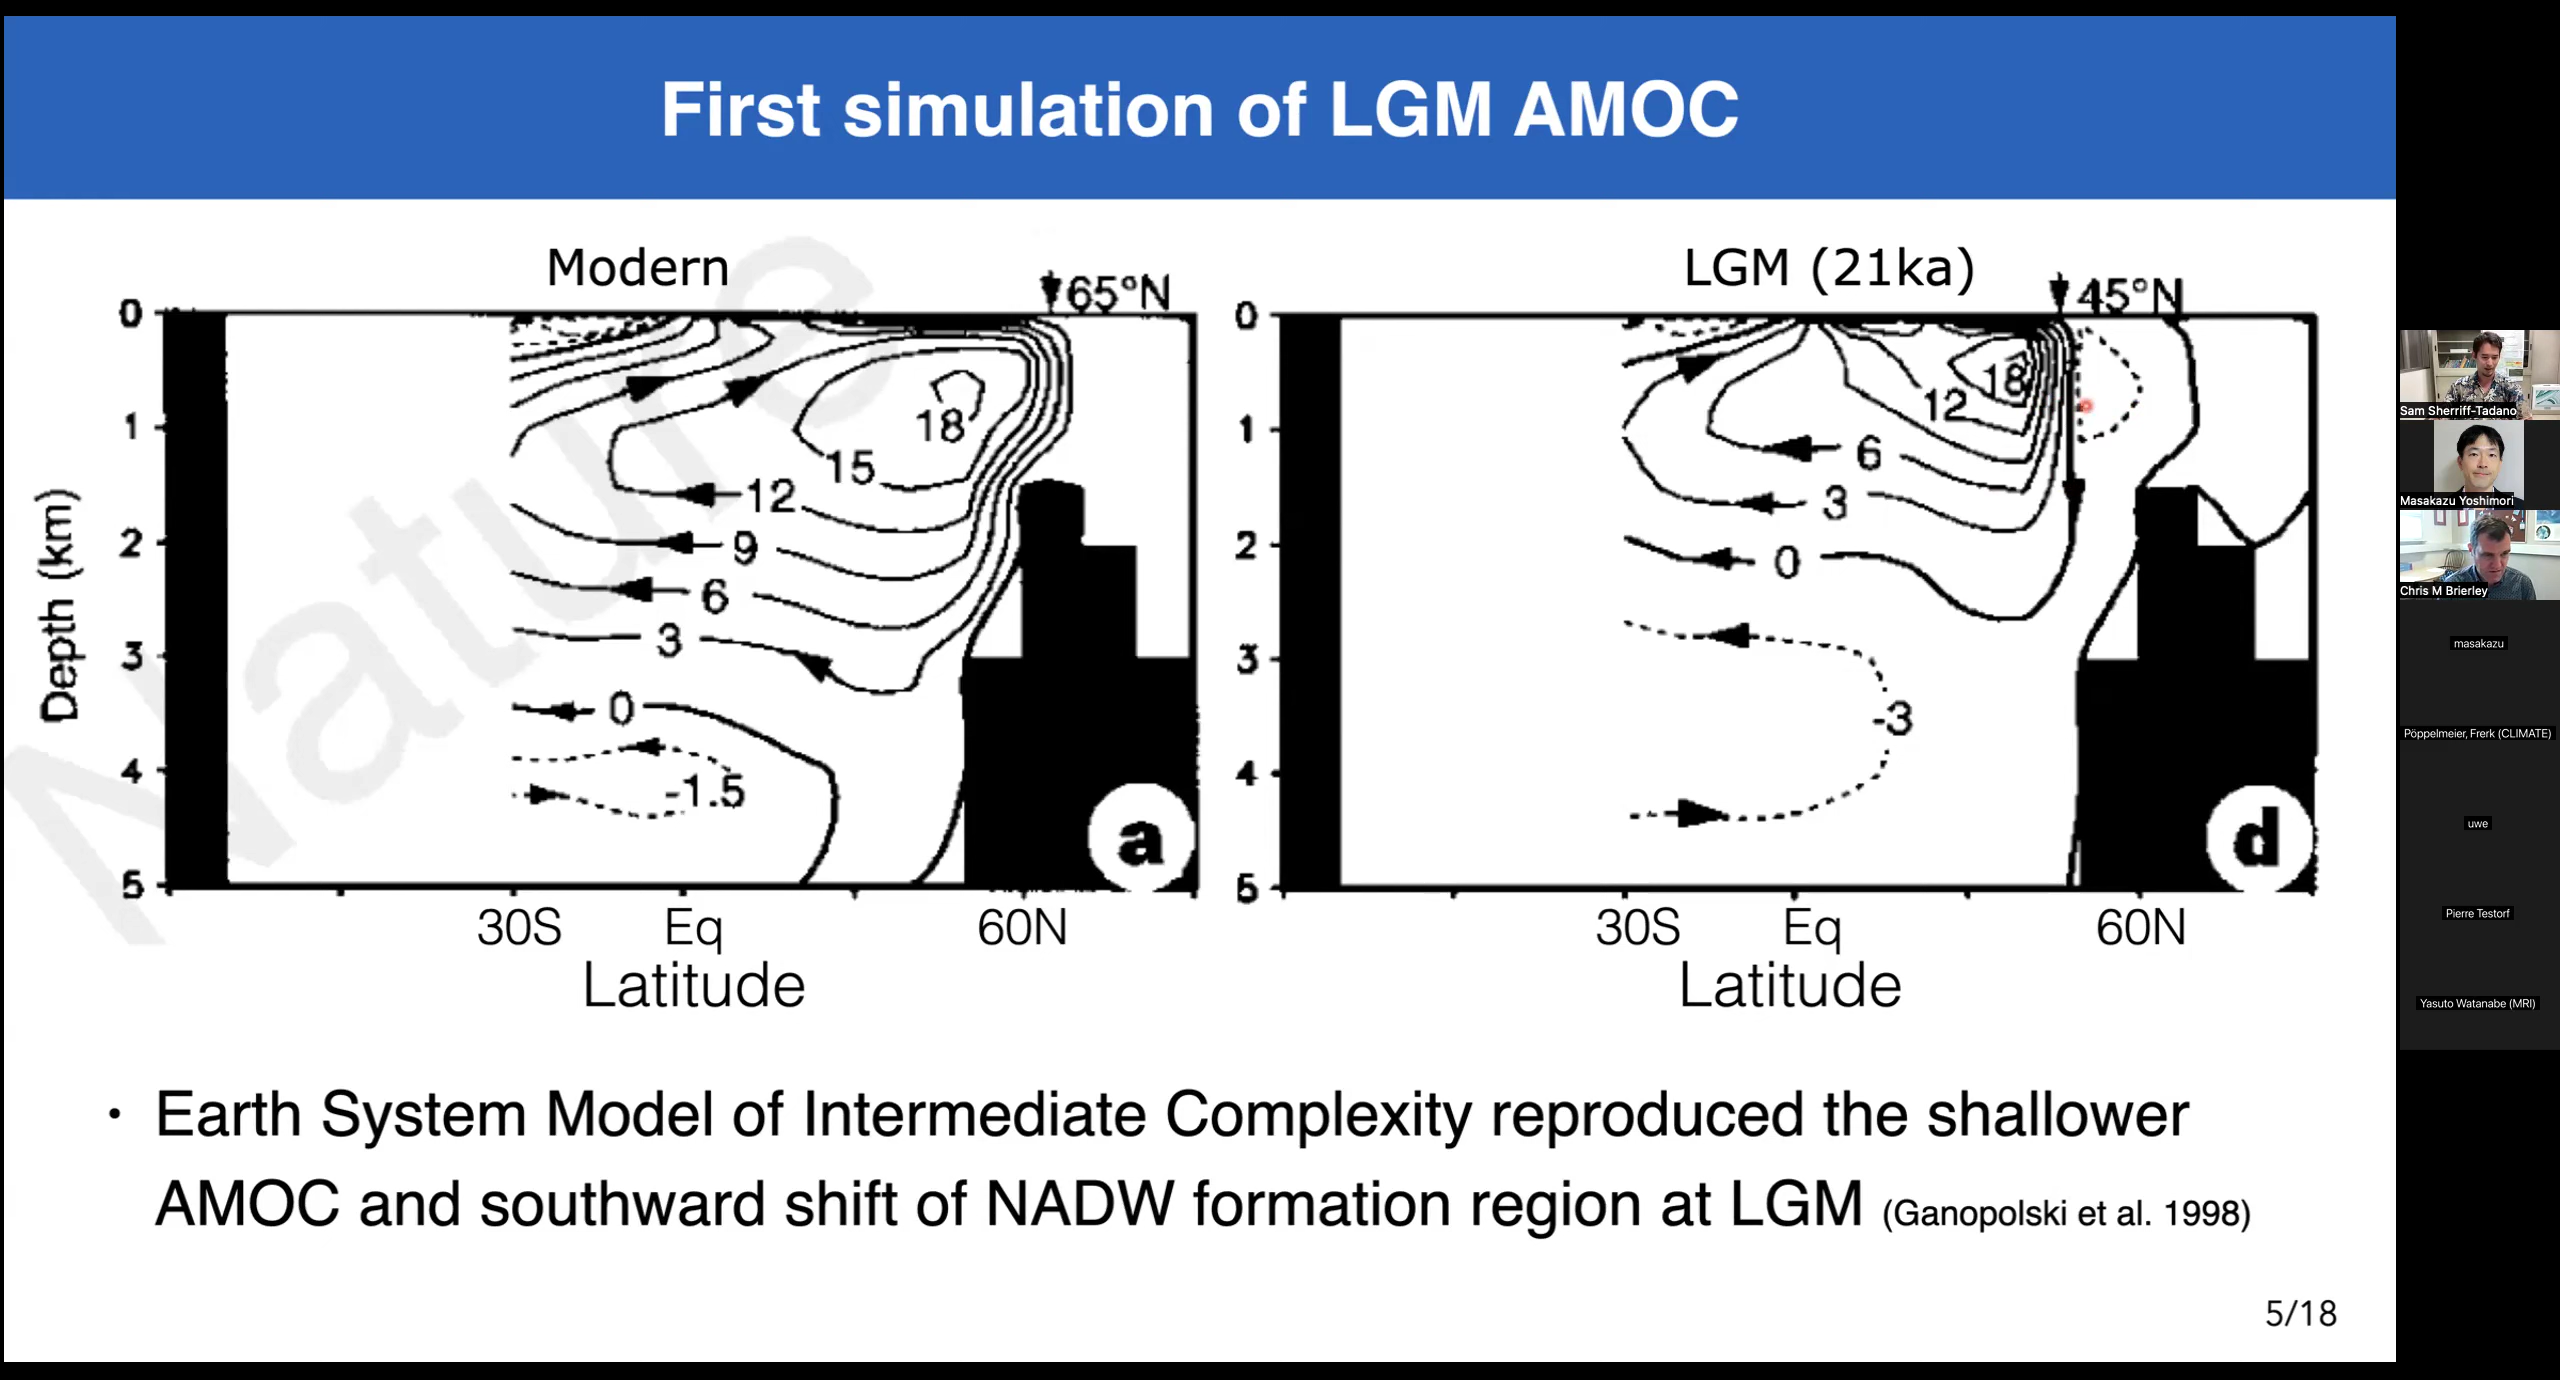 First simulation of LGM AMOC
Nature
Modern
65°N
0
1
2
3
4
5
Depth (km)
18
15
12
9
6
3
0
-1.5
a
30S Eq 60N
Latitude
LGM (21ka)
45°N
0
1
2
3
4
5
18
12
6
3
0
-3
d
30S Eq 60N
Latitude
• Earth System Model of Intermediate Complexity reproduced the shallower
AMOC and southward shift of NADW formation region at LGM (Ganopolski et al. 1998)
5/18
Sam Sherriff-Tadano
Masakazu Yoshimori
Chris M Brierley
masakazu
Pöppelmeier, Frerk (CLIMATE)
uwe
Pierre Testorf
Yasuto Watanabe (MRI)